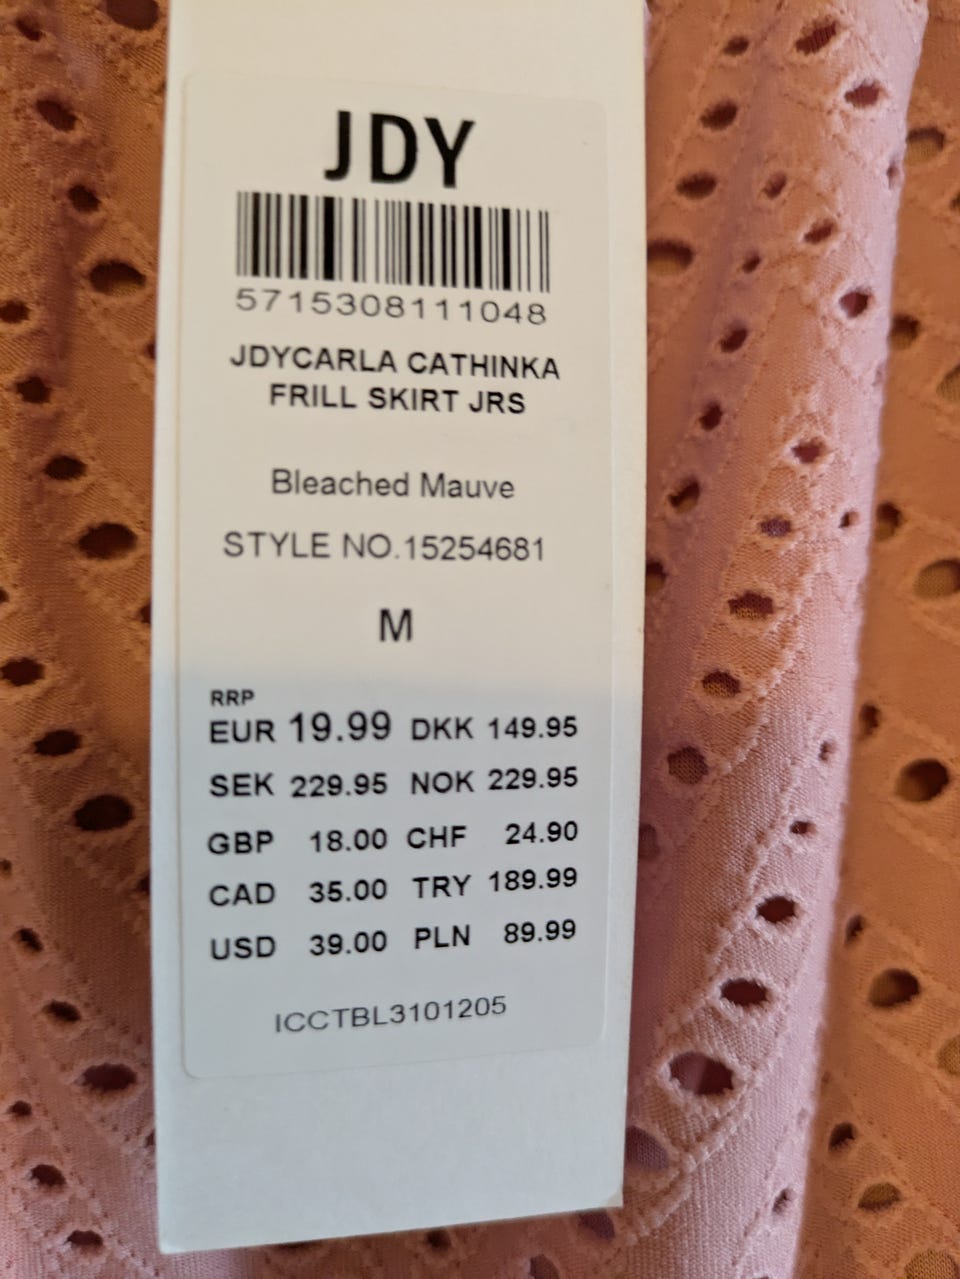 JDY
5715308111048
JDYCARLA CATHINKA
FRILL SKIRT JRS
Bleached Mauve
STYLE NO.15254681
M
RRP
EUR 19.99 DKK 149.95
SEK 229.95 NOK 229.95
GBP 18.00 CHF 24.90
CAD 35.00 TRY 189.99
USD 39.00 PLN 89.99
ICCTBL3101205